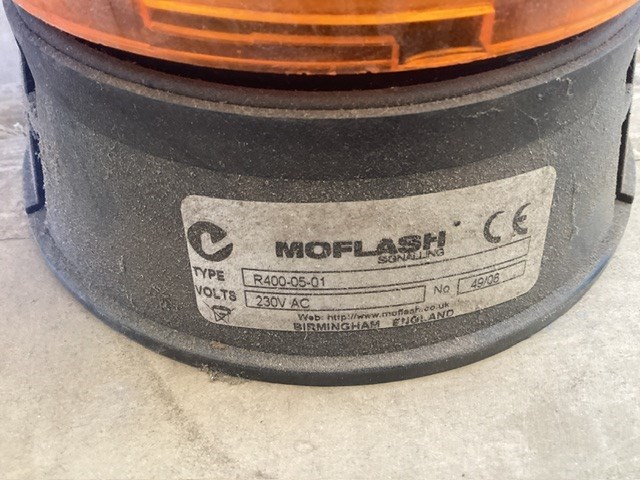 MOFLASH
SIGNALLING
TYPE R400-05-01
VOLTS 230V AC No 49/08
Web: http://www.moflash.co.uk
BIRMINGHAM ENGLAND
CE